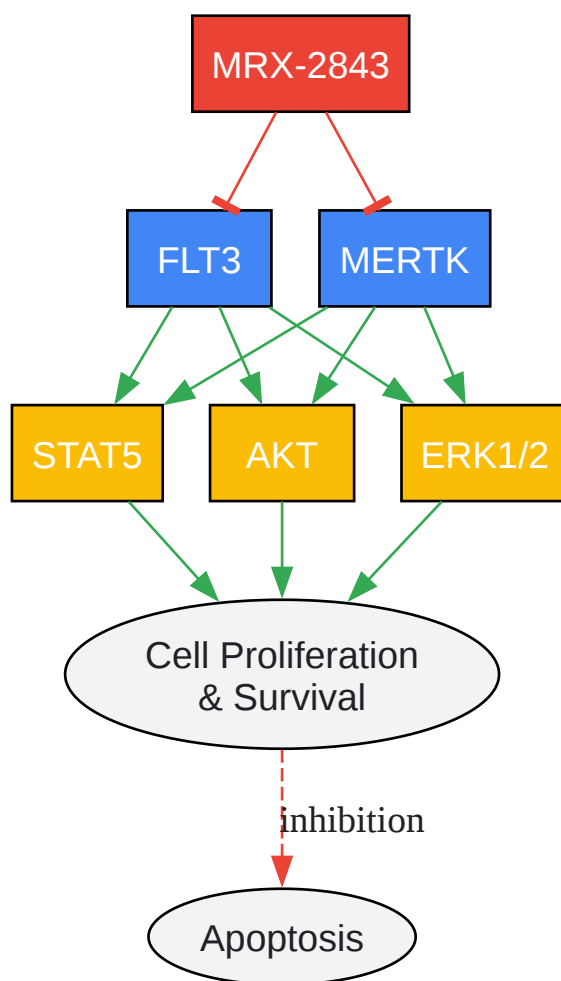 MRX-2843
FLT3
MERTK
STAT5
AKT
ERK1/2
Cell Proliferation
& Survival
inhibition
Apoptosis